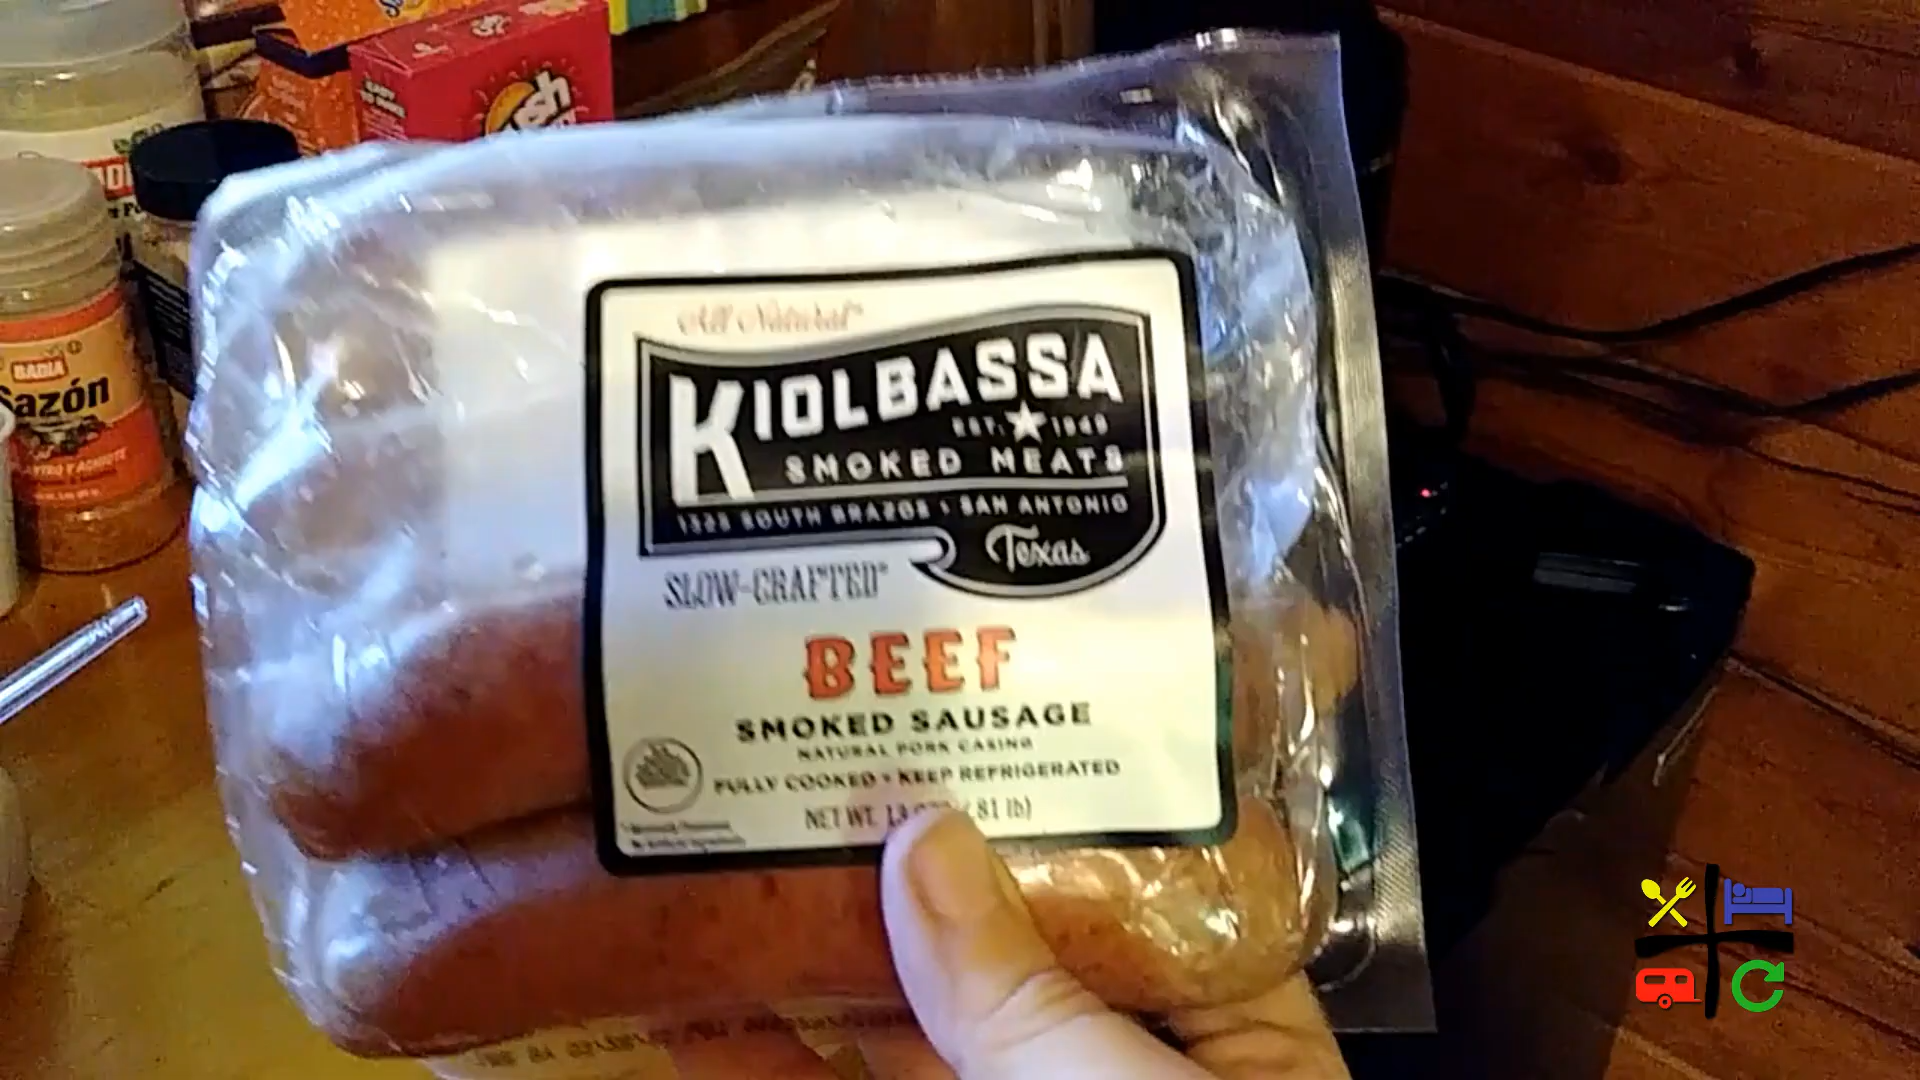 All Natural
KIOLBASSA
EST. 1949
SMOKED MEATS
1325 SOUTH BRAZOS • SAN ANTONIO
Texas
SLOW-CRAFTED
BEEF
SMOKED SAUSAGE
NATURAL PORK CASING
FULLY COOKED • KEEP REFRIGERATED
NET WT. 13 .81 lb)
BADIA
Sazón